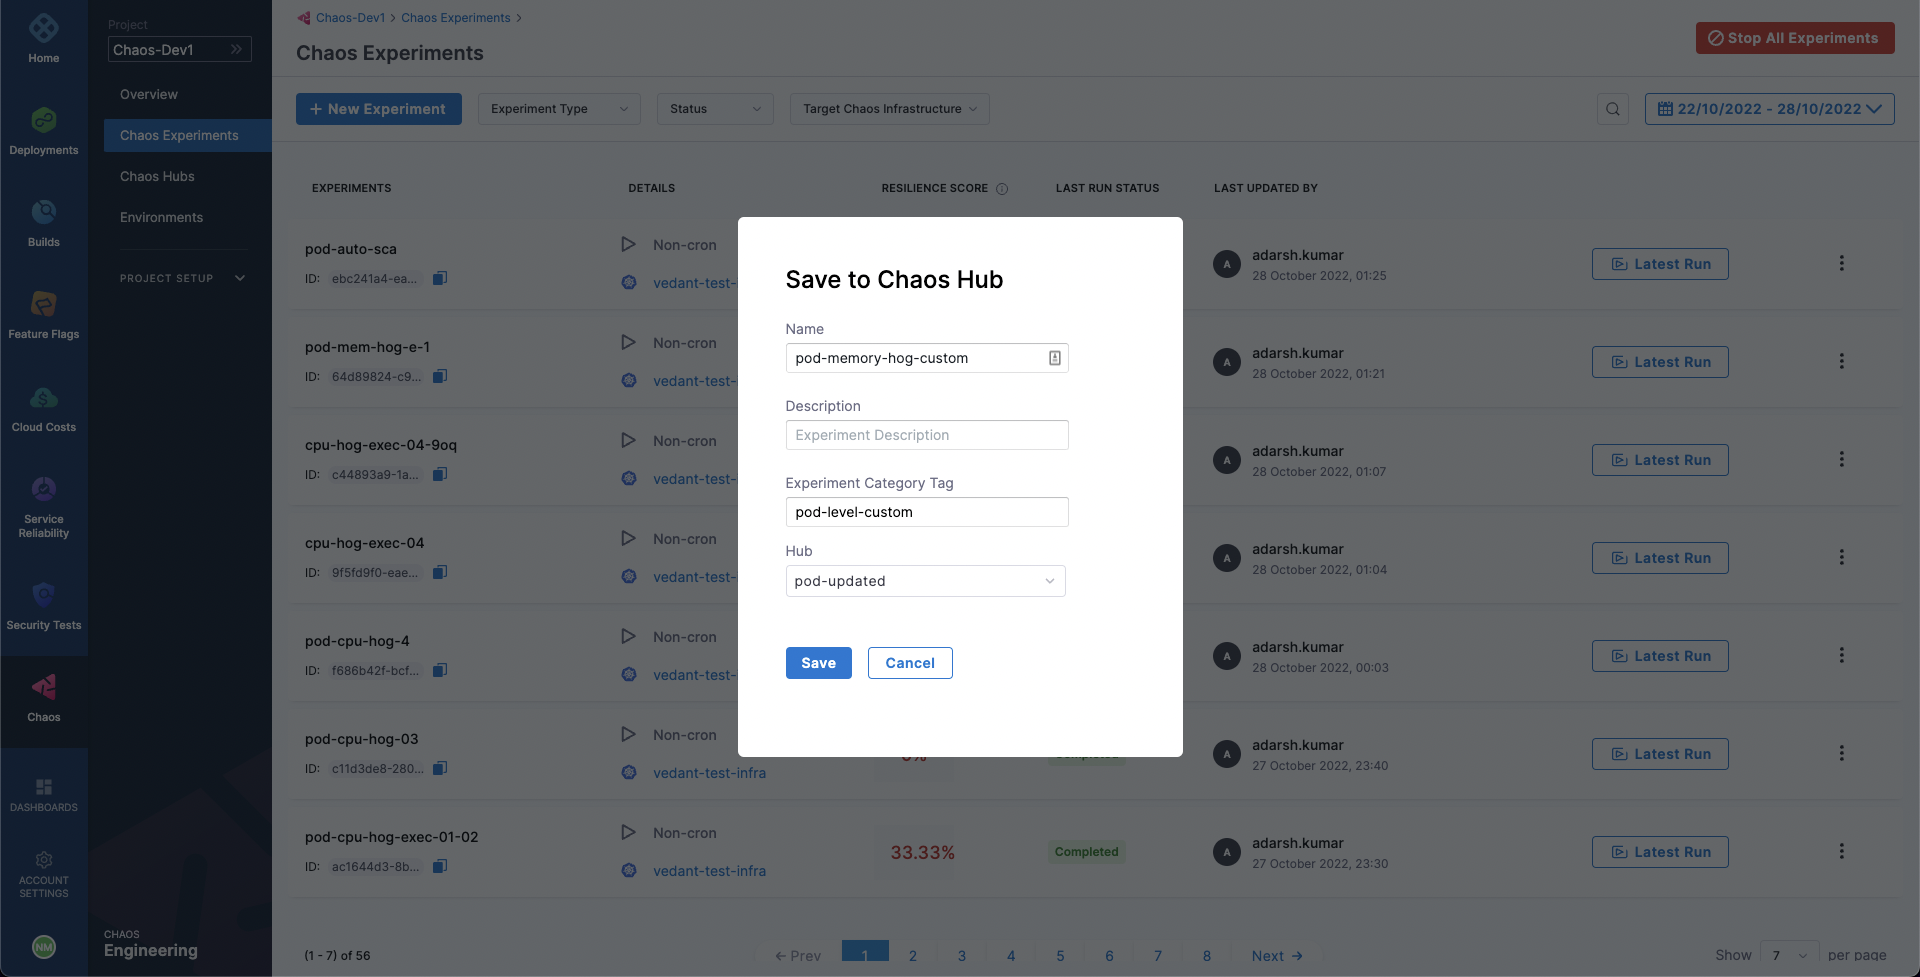 Home
Deployments
Builds
Feature Flags
Cloud Costs
Service
Reliability
Security Tests
Chaos
DASHBOARDS
ACCOUNT
SETTINGS
NM
Project
Chaos-Dev1
Overview
Chaos Experiments
Chaos Hubs
Environments
PROJECT SETUP
CHAOS
Engineering
Chaos-Dev1 > Chaos Experiments >
Chaos Experiments
Stop All Experiments
+ New Experiment
Experiment Type
Status
Target Chaos Infrastructure
22/10/2022 - 28/10/2022
EXPERIMENTS DETAILS RESILIENCE SCORE LAST RUN STATUS LAST UPDATED BY
pod-auto-sca
ID: ebc241a4-ea...
Non-cron
vedant-test-
A
adarsh.kumar
28 October 2022, 01:25
Latest Run
pod-mem-hog-e-1
ID: 64d89824-c9...
Non-cron
vedant-test-
A
adarsh.kumar
28 October 2022, 01:21
Latest Run
cpu-hog-exec-04-9oq
ID: c44893a9-1a...
Non-cron
vedant-test-
A
adarsh.kumar
28 October 2022, 01:07
Latest Run
cpu-hog-exec-04
ID: 9f5fd9f0-eae...
Non-cron
vedant-test-
A
adarsh.kumar
28 October 2022, 01:04
Latest Run
pod-cpu-hog-4
ID: f686b42f-bcf...
Non-cron
vedant-test-
A
adarsh.kumar
28 October 2022, 00:03
Latest Run
pod-cpu-hog-03
ID: c11d3de8-280...
Non-cron
vedant-test-infra
Completed
A
adarsh.kumar
27 October 2022, 23:40
Latest Run
pod-cpu-hog-exec-01-02
ID: ac1644d3-8b...
Non-cron
vedant-test-infra
33.33%
Completed
A
adarsh.kumar
27 October 2022, 23:30
Latest Run
Save to Chaos Hub
Name
pod-memory-hog-custom
Description
Experiment Description
Experiment Category Tag
pod-level-custom
Hub
pod-updated
Save
Cancel
(1 - 7) of 56
← Prev 1 2 3 4 5 6 7 8 Next →
Show 7 per page